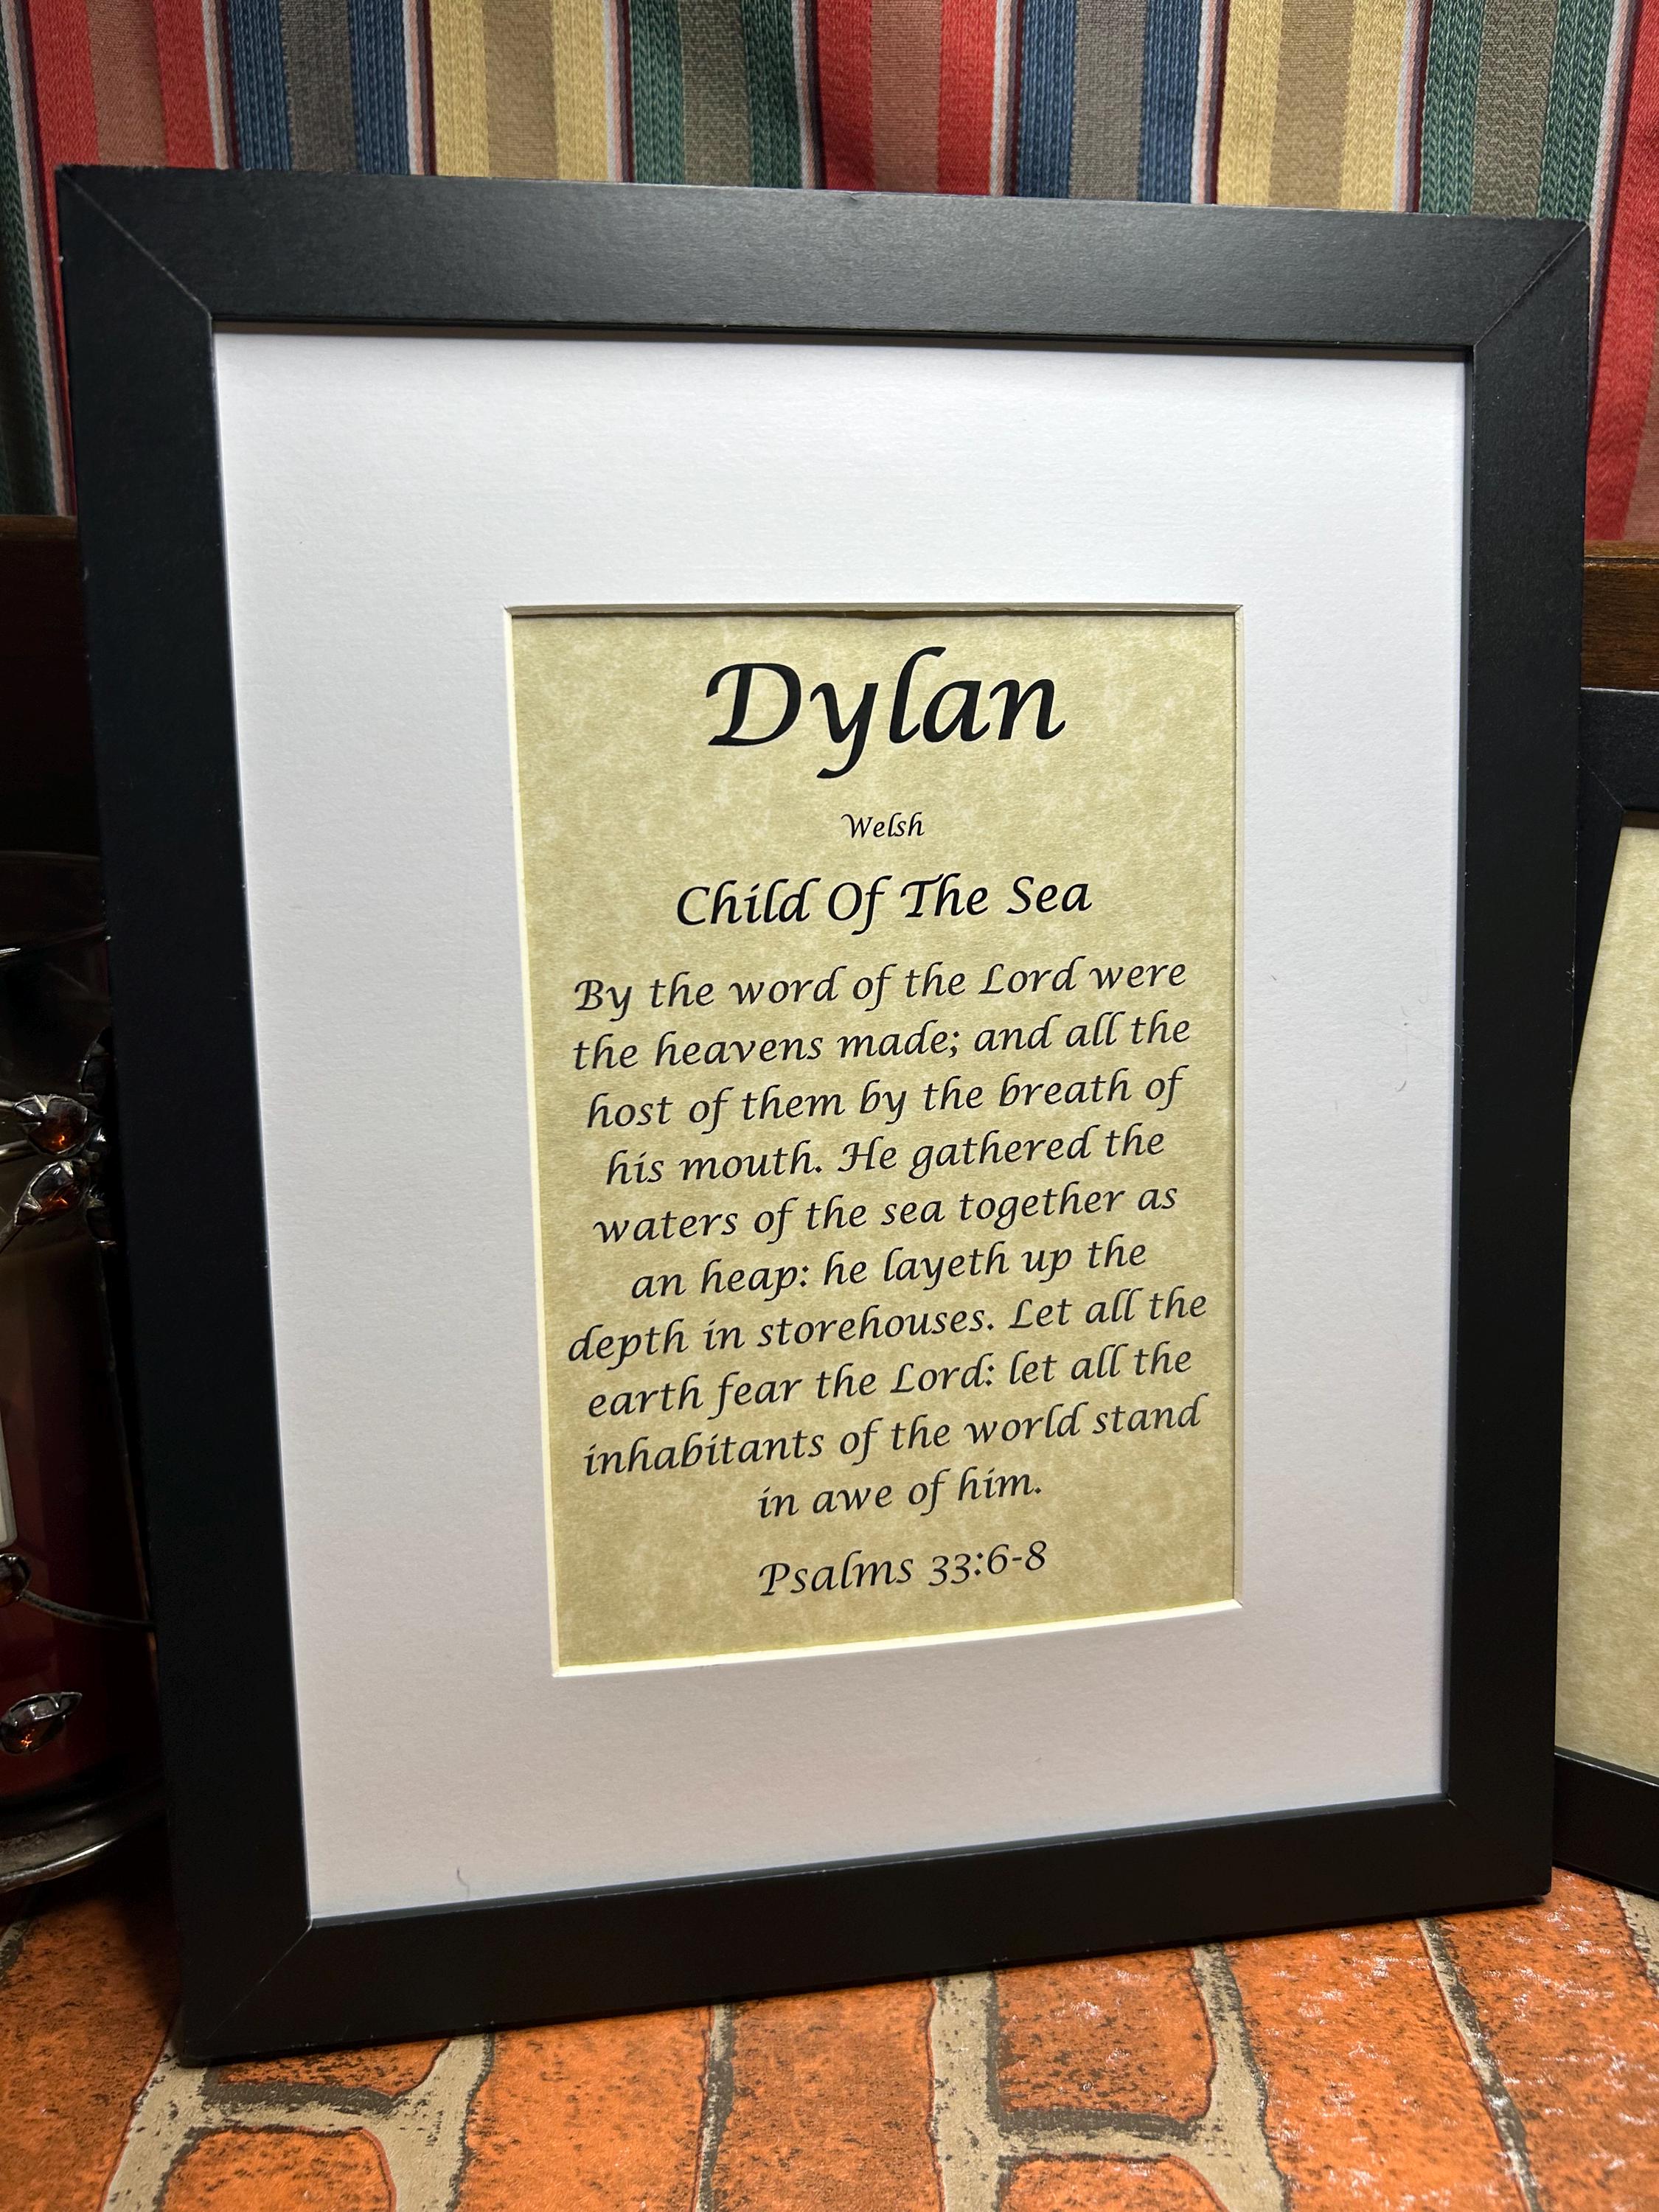 Dylan
Welsh
Child Of The Sea
By the word of the Lord were
the heavens made; and all the
host of them by the breath of
his mouth. He gathered the
waters of the sea together as
an heap: he layeth up the
depth in storehouses. Let all the
earth fear the Lord: let all the
inhabitants of the world stand
in awe of him.
Psalms 33:6-8